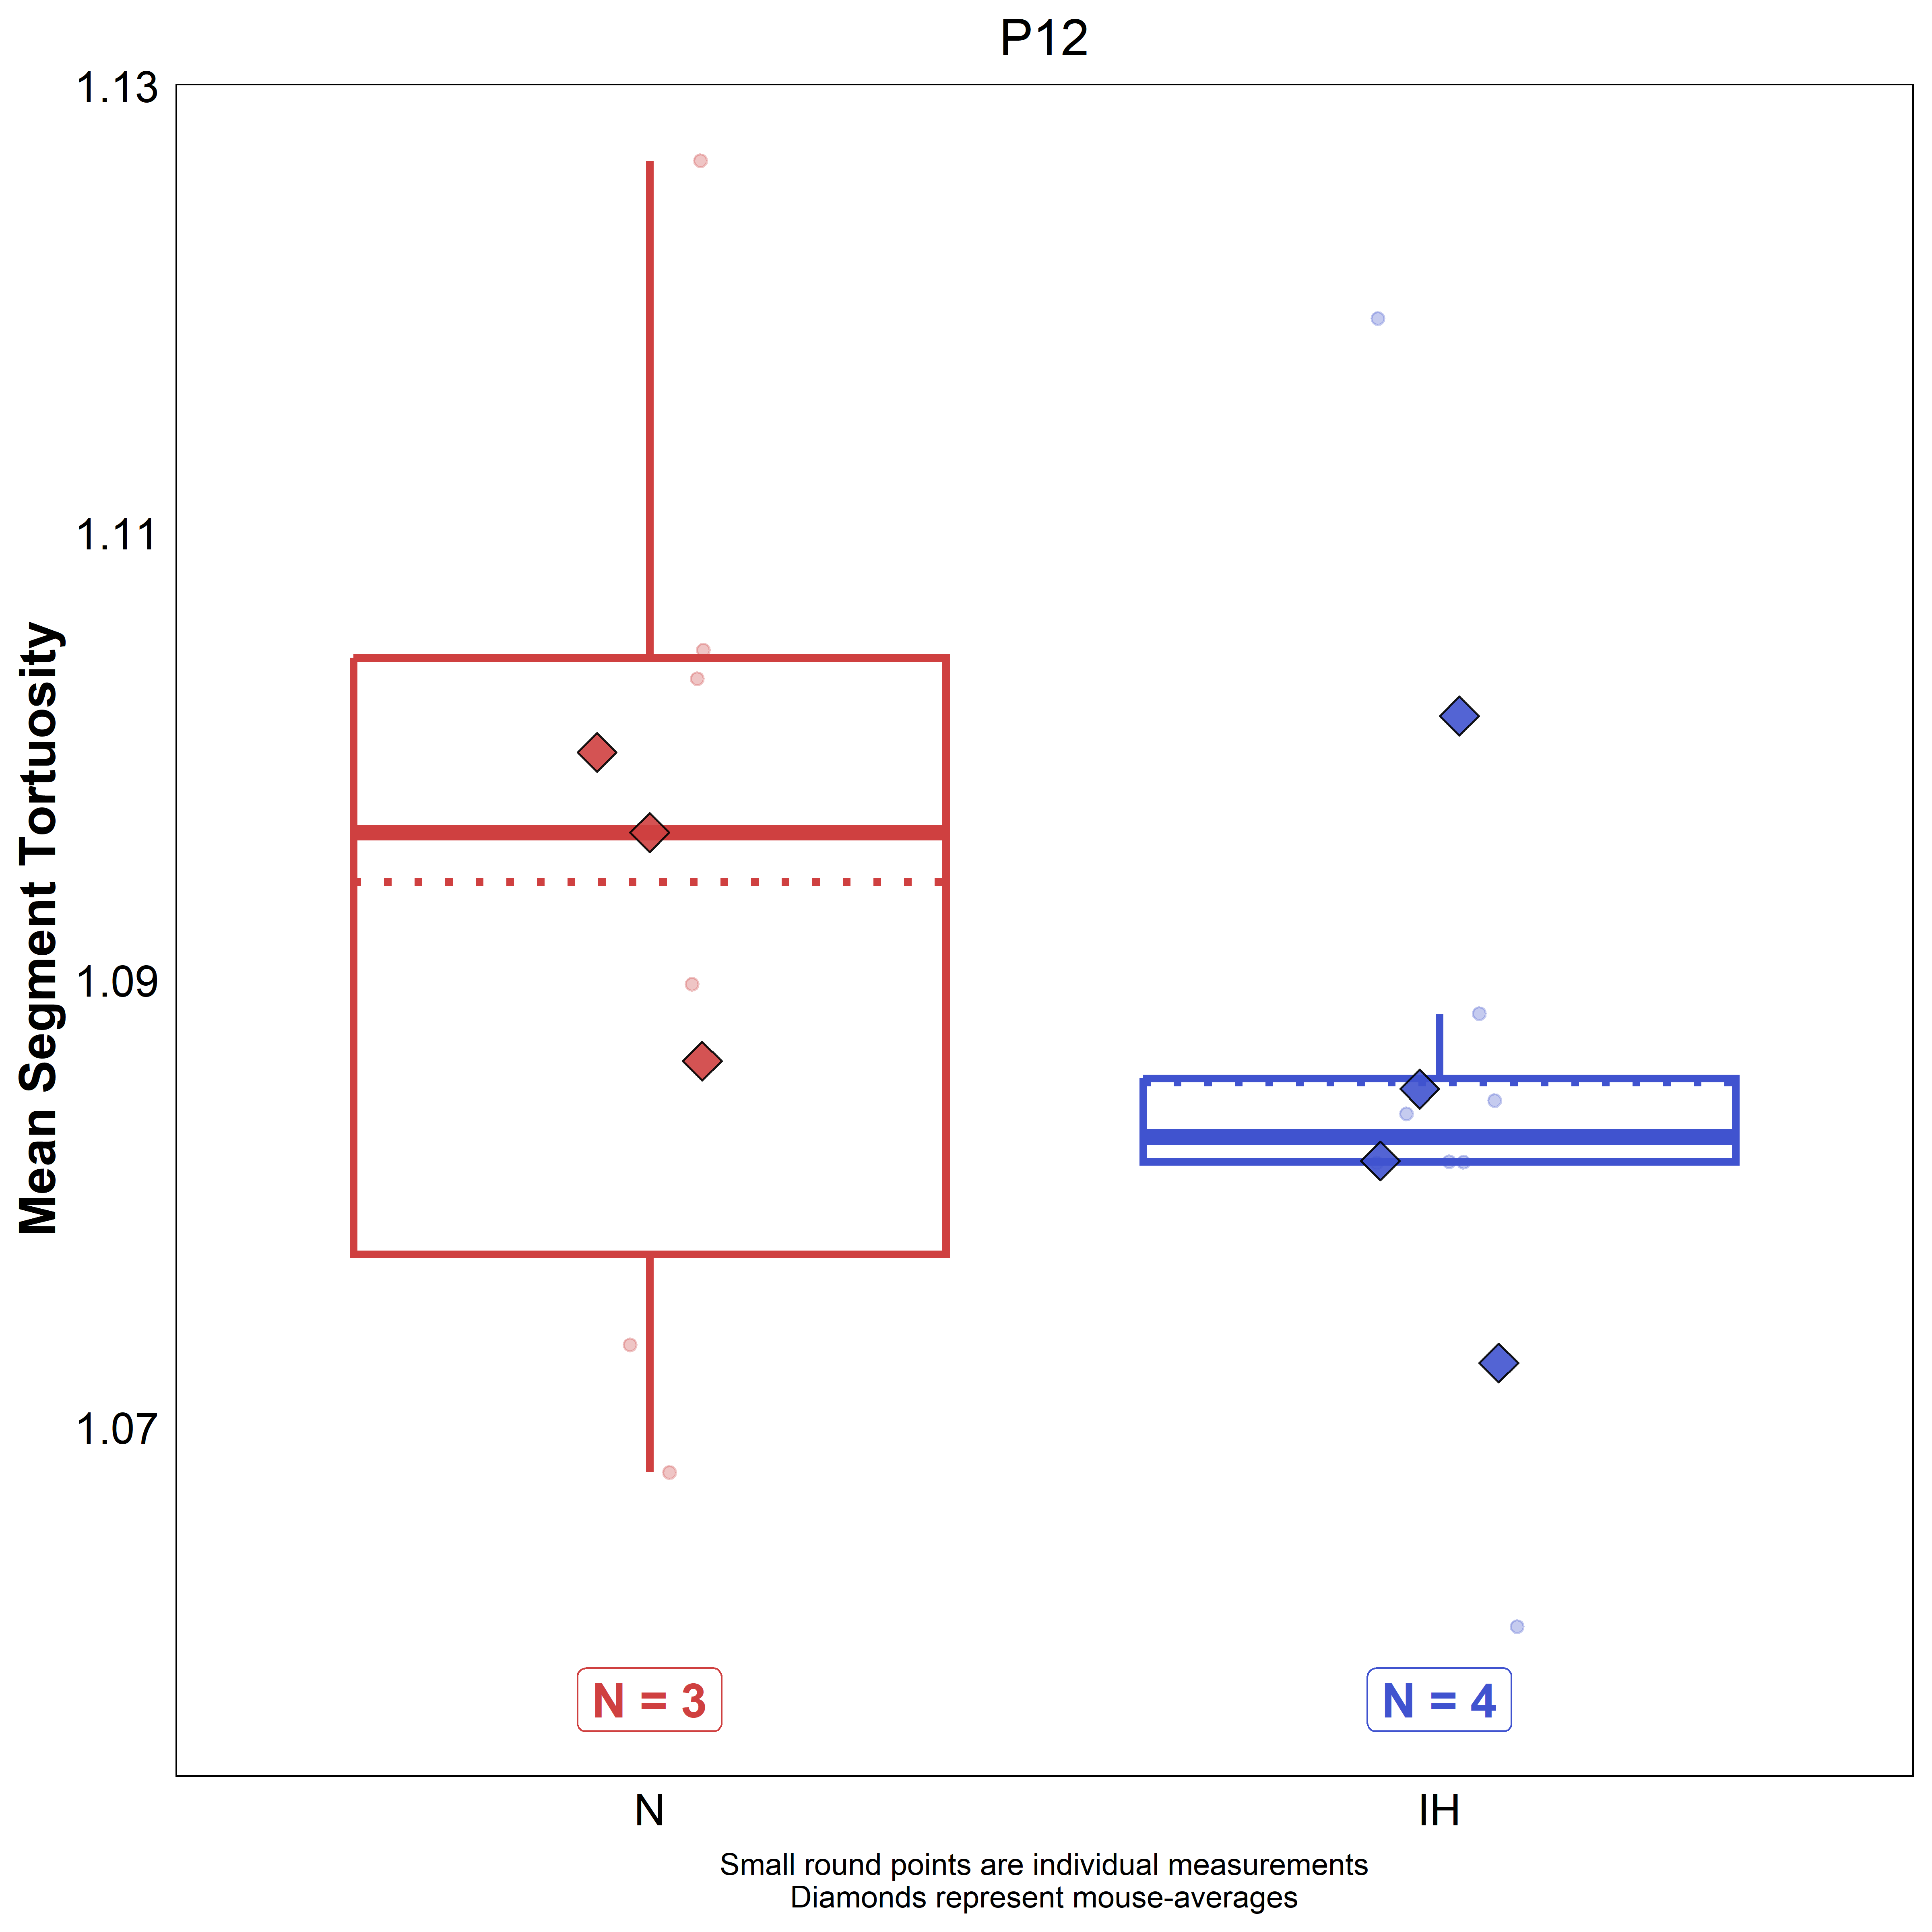 P12
1.13
1.11
1.09
1.07
Mean Segment Tortuosity
N = 3
N = 4
N
IH
Small round points are individual measurements
Diamonds represent mouse-averages